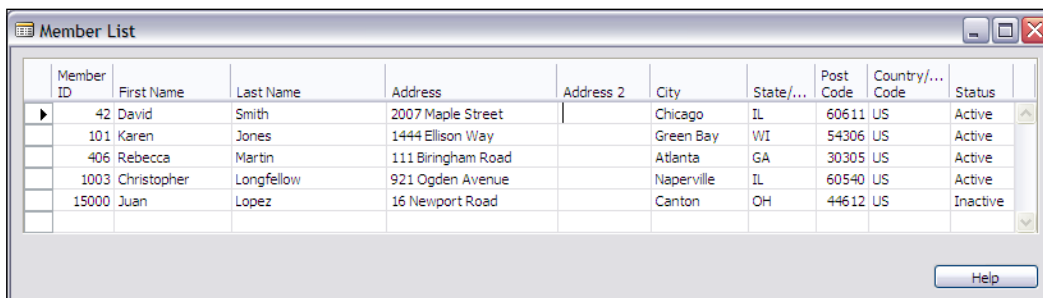 Member List
Member ID First Name Last Name Address Address 2 City State/... Post Code Country/... Code Status
42 David Smith 2007 Maple Street Chicago IL 60611 US Active
101 Karen Jones 1444 Ellison Way Green Bay WI 54306 US Active
406 Rebecca Martin 111 Biringham Road Atlanta GA 30305 US Active
1003 Christopher Longfellow 921 Ogden Avenue Naperville IL 60540 US Active
15000 Juan Lopez 16 Newport Road Canton OH 44612 US Inactive
Help